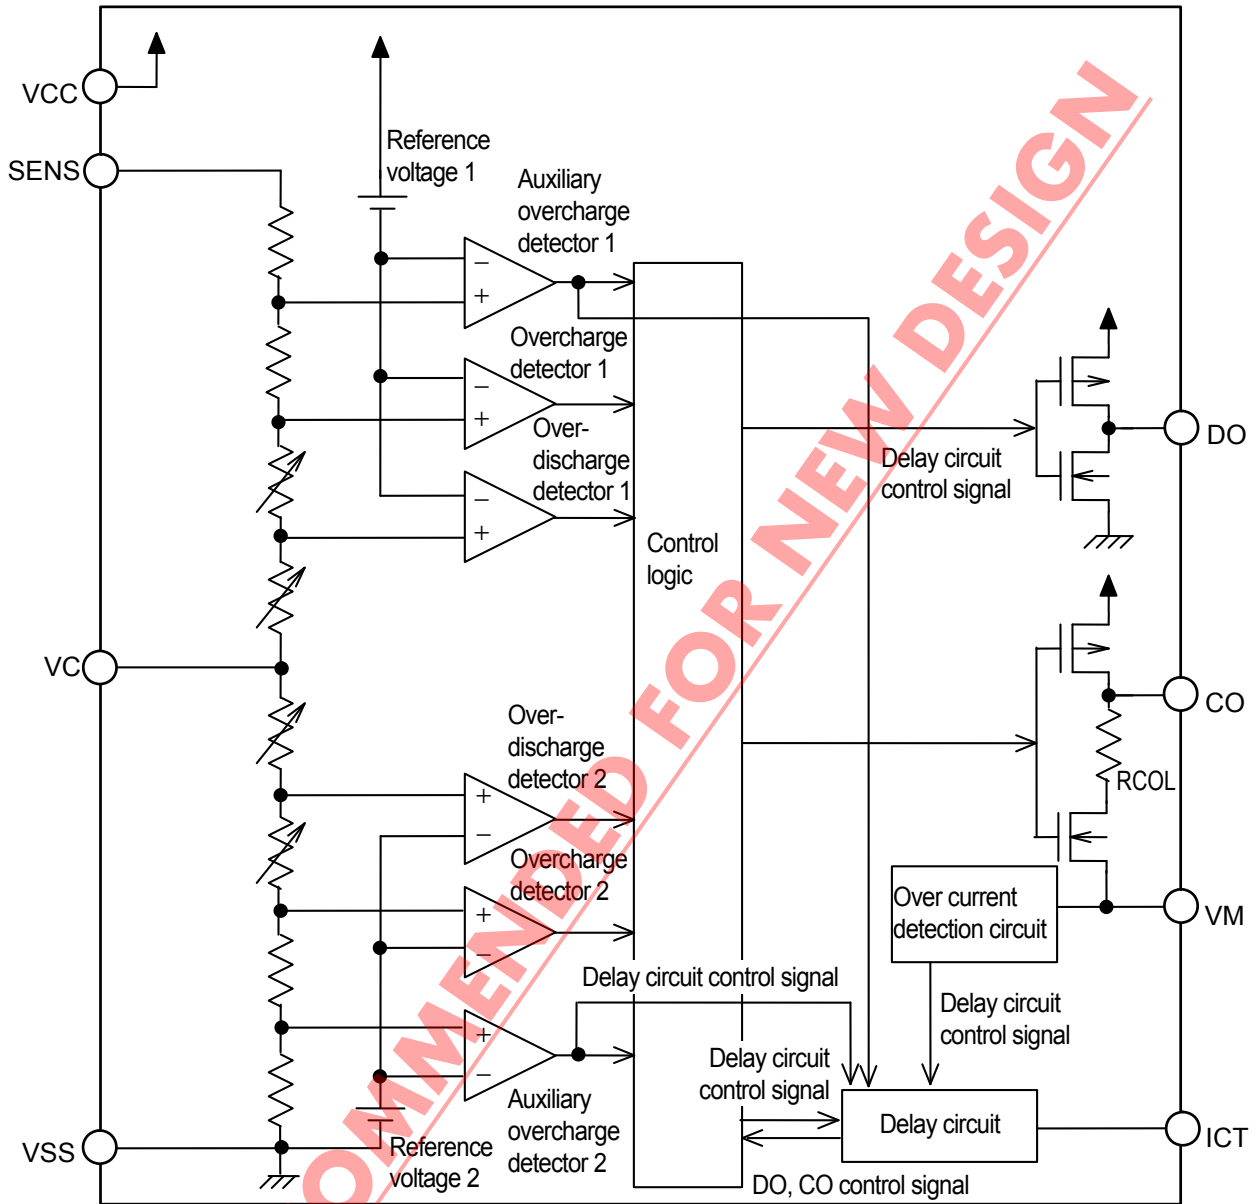 VCC
SENS
Reference
voltage 1
Auxiliary
overcharge
detector 1
−
+
Overcharge
detector 1
−
+
Over-
discharge
detector 1
−
+
Control
logic
Delay circuit
control signal
DO
VC
CO
RCOL
Over-
discharge
detector 2
+
−
Overcharge
detector 2
+
−
Over current
detection circuit
VM
Delay circuit control signal
Delay circuit
control signal
+
−
Delay circuit
control signal
Auxiliary
overcharge
detector 2
Delay circuit
ICT
VSS
Reference
voltage 2
DO, CO control signal
OMMENDED FOR NEW DESIGN